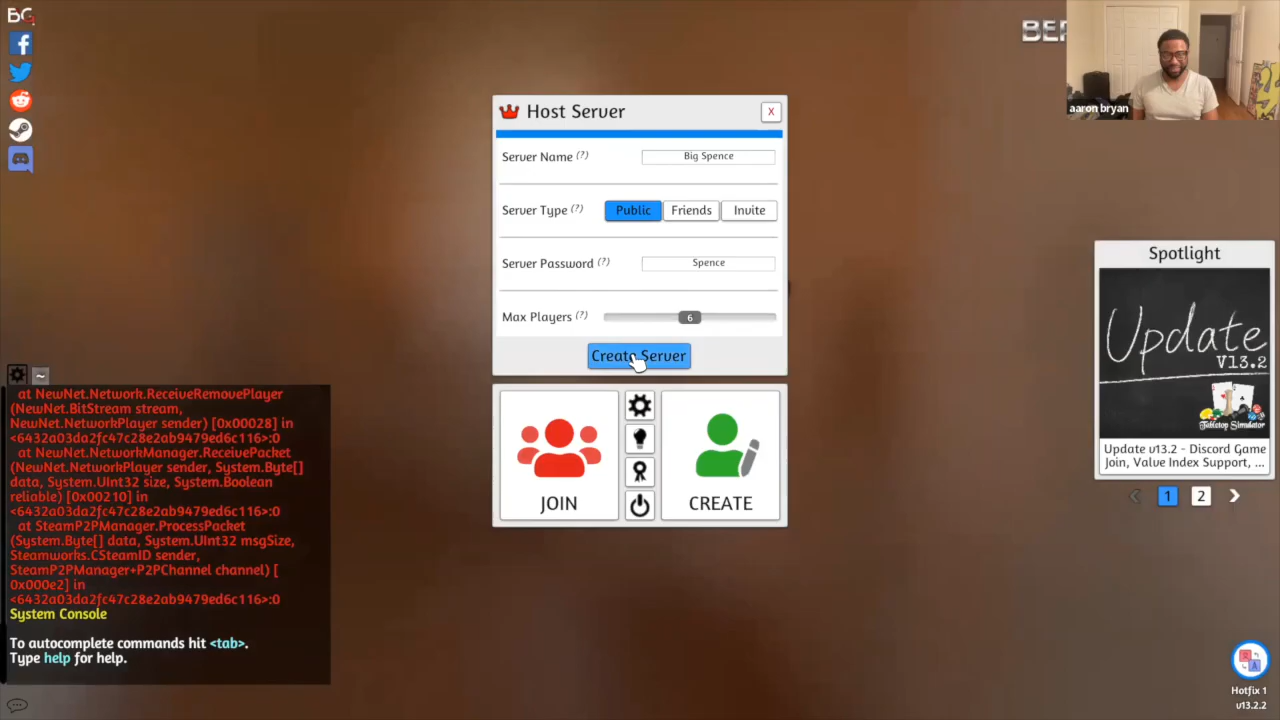 BG
BER
aaron bryan
Host Server
X
Server Name (?)
Big Spence
Server Type (?)
Public
Friends
Invite
Server Password (?)
Spence
Max Players (?)
6
Create Server
JOIN
CREATE
Spotlight
Update
V13.2
Tabletop Simulator
Update v13.2 - Discord Game
Join, Valve Index Support, ...
1
2
~
at NewNet.Network.ReceiveRemovePlayer
(NewNet.BitStream stream,
NewNet.NetworkPlayer sender) [0x00028] in
<6432a03da2fc47c28e2ab9479ed6c116>:0
at NewNet.NetworkManager.ReceivePacket
(NewNet.NetworkPlayer sender, System.Byte[]
data, System.UInt32 size, System.Boolean
reliable) [0x00210] in
<6432a03da2fc47c28e2ab9479ed6c116>:0
at SteamP2PManager.ProcessPacket
(System.Byte[] data, System.UInt32 msgSize,
Steamworks.CSteamID sender,
SteamP2PManager+P2PChannel channel) [
0x000e2] in
<6432a03da2fc47c28e2ab9479ed6c116>:0
System Console
To autocomplete commands hit <tab>.
Type help for help.
Hotfix 1
v13.2.2